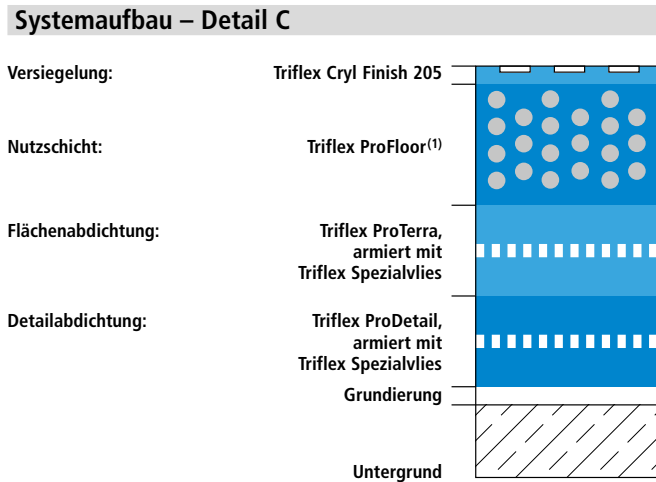 Systemaufbau – Detail C
Versiegelung: Triflex Cryl Finish 205
Nutzschicht: Triflex ProFloor(1)
Flächenabdichtung: Triflex ProTerra,
armiert mit
Triflex Spezialvlies
Detailabdichtung: Triflex ProDetail,
armiert mit
Triflex Spezialvlies
Grundierung
Untergrund